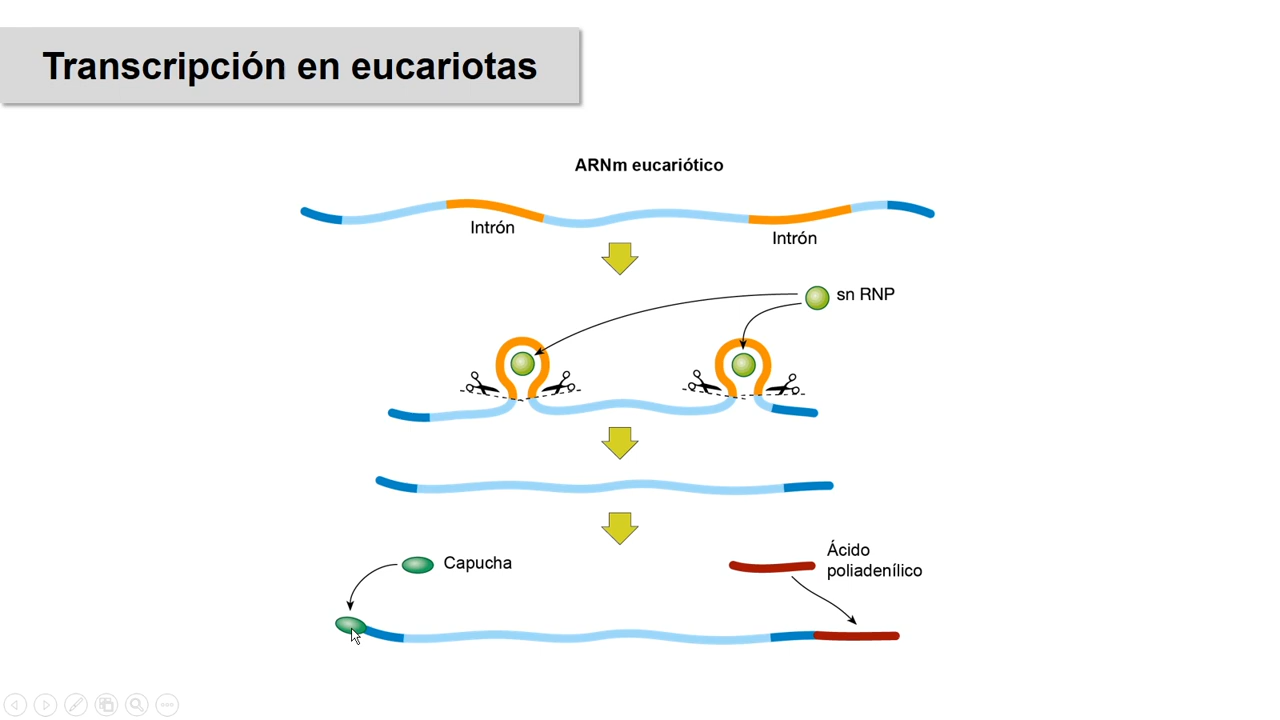 Transcripción en eucariotas
ARNm eucariótico
Intrón
Intrón
sn RNP
Capucha
Ácido
poliadenílico